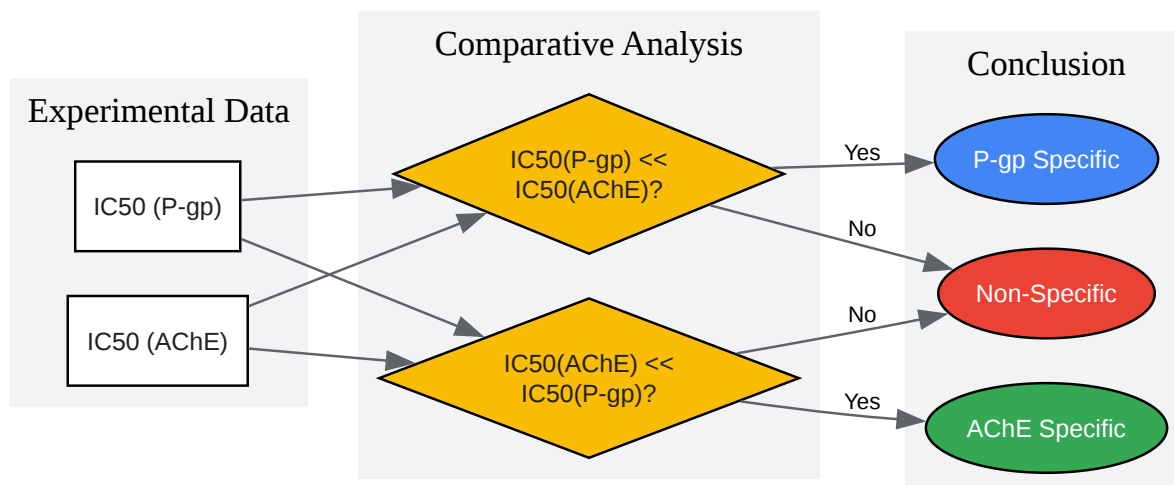 Experimental Data
IC50 (P-gp)
IC50 (AChE)
Comparative Analysis
IC50(P-gp) <<
IC50(AChE)?
IC50(AChE) <<
IC50(P-gp)?
Yes
No
No
Yes
Conclusion
P-gp Specific
Non-Specific
AChE Specific